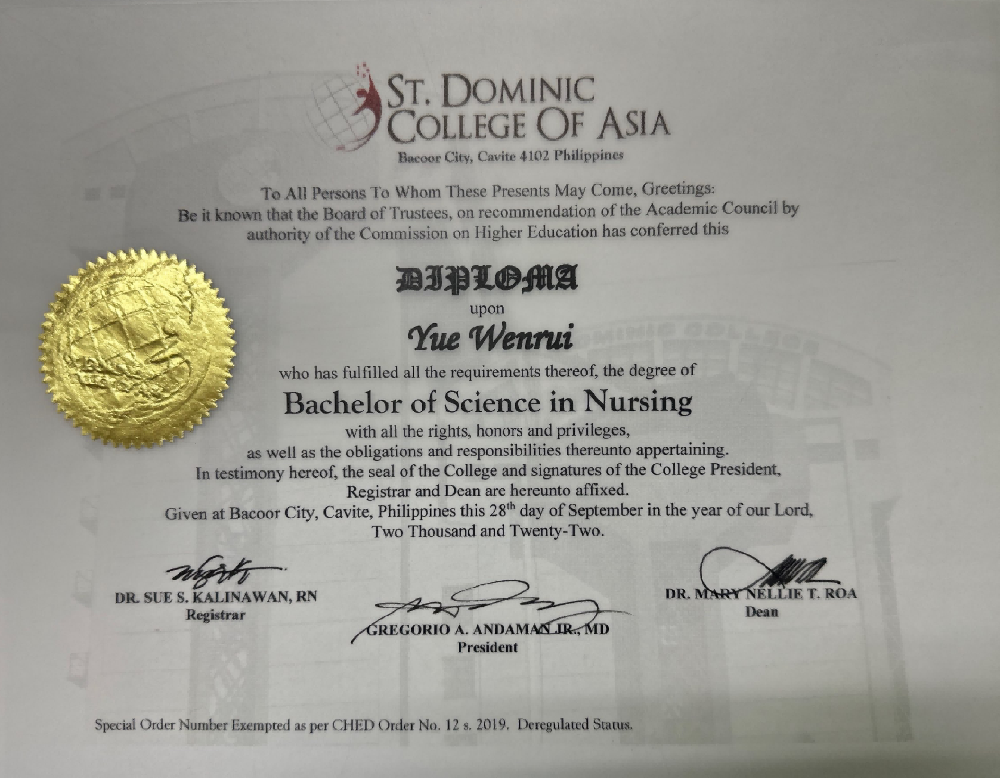 ST. DOMINIC
COLLEGE OF ASIA
Bacoor City, Cavite 4102 Philippines
To All Persons To Whom These Presents May Come, Greetings:
Be it known that the Board of Trustees, on recommendation of the Academic Council by
authority of the Commission on Higher Education has conferred this
DIPLOMA
upon
Yue Wenrui
who has fulfilled all the requirements thereof, the degree of
Bachelor of Science in Nursing
with all the rights, honors and privileges,
as well as the obligations and responsibilities thereunto appertaining.
In testimony hereof, the seal of the College and signatures of the College President,
Registrar and Dean are hereunto affixed.
Given at Bacoor City, Cavite, Philippines this 28th day of September in the year of our Lord,
Two Thousand and Twenty-Two.
DR. SUE S. KALINAWAN, RN
Registrar
DR. MARY NELLIE T. ROA
Dean
GREGORIO A. ANDAMAN JR., MD
President
Special Order Number Exempted as per CHED Order No. 12 s. 2019. Deregulated Status.